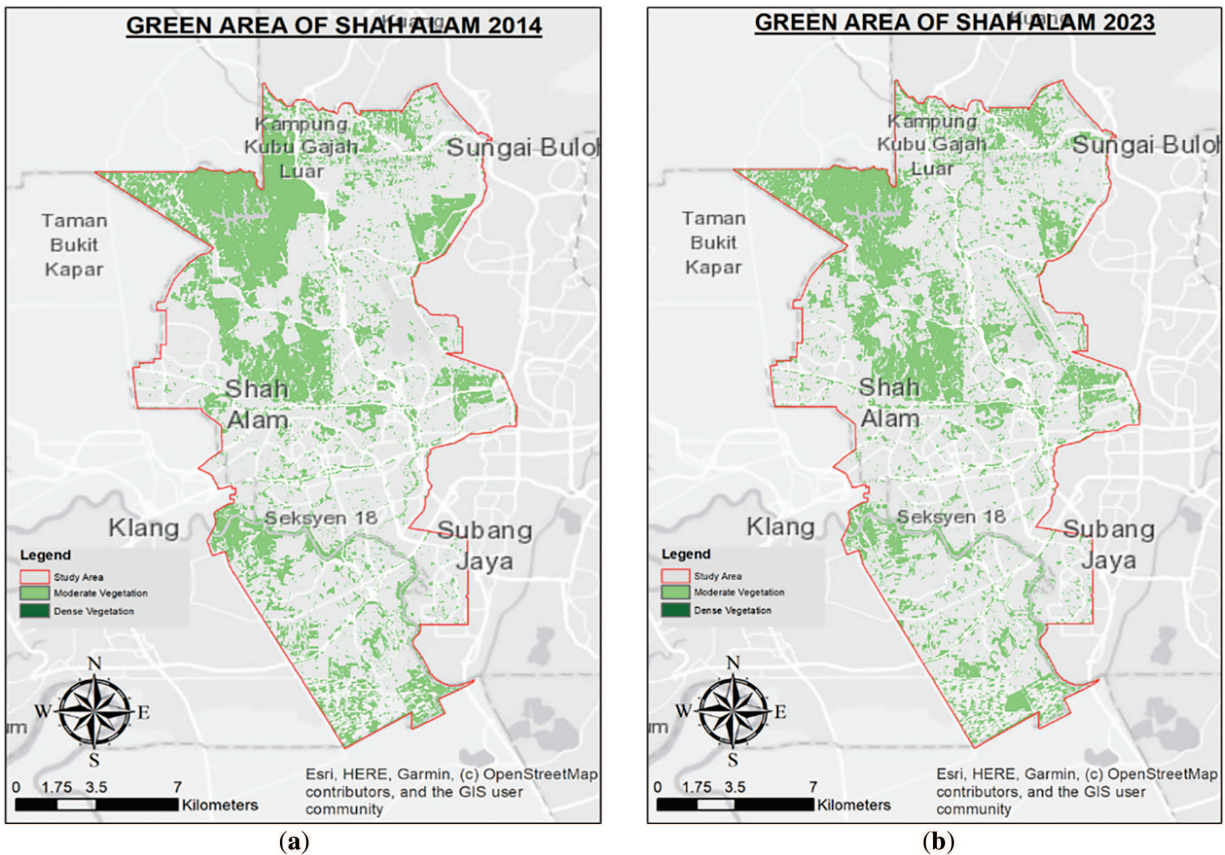 GREEN AREA OF SHAH ALAM 2014
Kuang
Kampung
Kubu Gajah
Luar
Sungai Buloh
Taman
Bukit
Kapar
Shah
Alam
Klang
Seksyen 18
Subang
Jaya
Legend
Study Area
Moderate Vegetation
Dense Vegetation
N
W
E
S
um
0 1.75 3.5 7
Kilometers
Esri, HERE, Garmin, (c) OpenStreetMap
contributors, and the GIS user
community
(a)
GREEN AREA OF SHAH ALAM 2023
Kuang
Kampung
Kubu Gajah
Luar
Sungai Buloh
Taman
Bukit
Kapar
Shah
Alam
Klang
Seksyen 18
Subang
Jaya
Legend
Study Area
Moderate Vegetation
Dense Vegetation
N
W
E
S
um
0 1.75 3.5 7
Kilometers
Esri, HERE, Garmin, (c) OpenStreetMap
contributors, and the GIS user
community
(b)